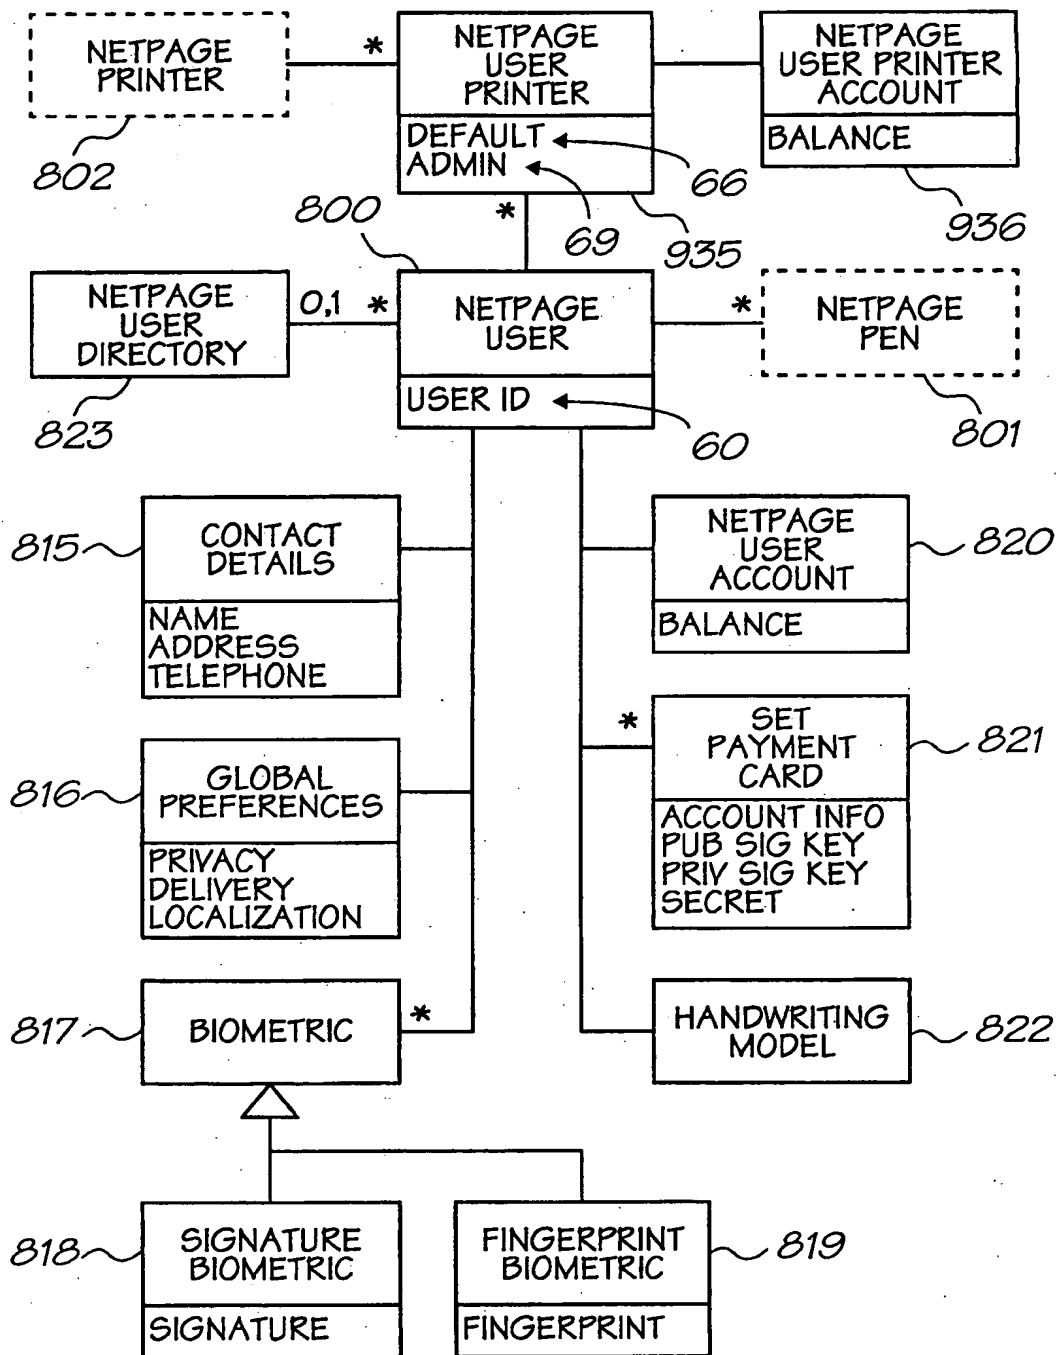 NETPAGE
PRINTER
802
*
NETPAGE
USER
PRINTER
DEFAULT
ADMIN
66
69
935
NETPAGE
USER PRINTER
ACCOUNT
BALANCE
936
*
800
NETPAGE
USER
DIRECTORY
823
0,1
*
NETPAGE
USER
USER ID
60
*
NETPAGE
PEN
801
815
CONTACT
DETAILS
NAME
ADDRESS
TELEPHONE
NETPAGE
USER
ACCOUNT
BALANCE
820
816
GLOBAL
PREFERENCES
PRIVACY
DELIVERY
LOCALIZATION
*
SET
PAYMENT
CARD
ACCOUNT INFO
PUB SIG KEY
PRIV SIG KEY
SECRET
821
817
BIOMETRIC
*
HANDWRITING
MODEL
822
818
SIGNATURE
BIOMETRIC
SIGNATURE
FINGERPRINT
BIOMETRIC
FINGERPRINT
819